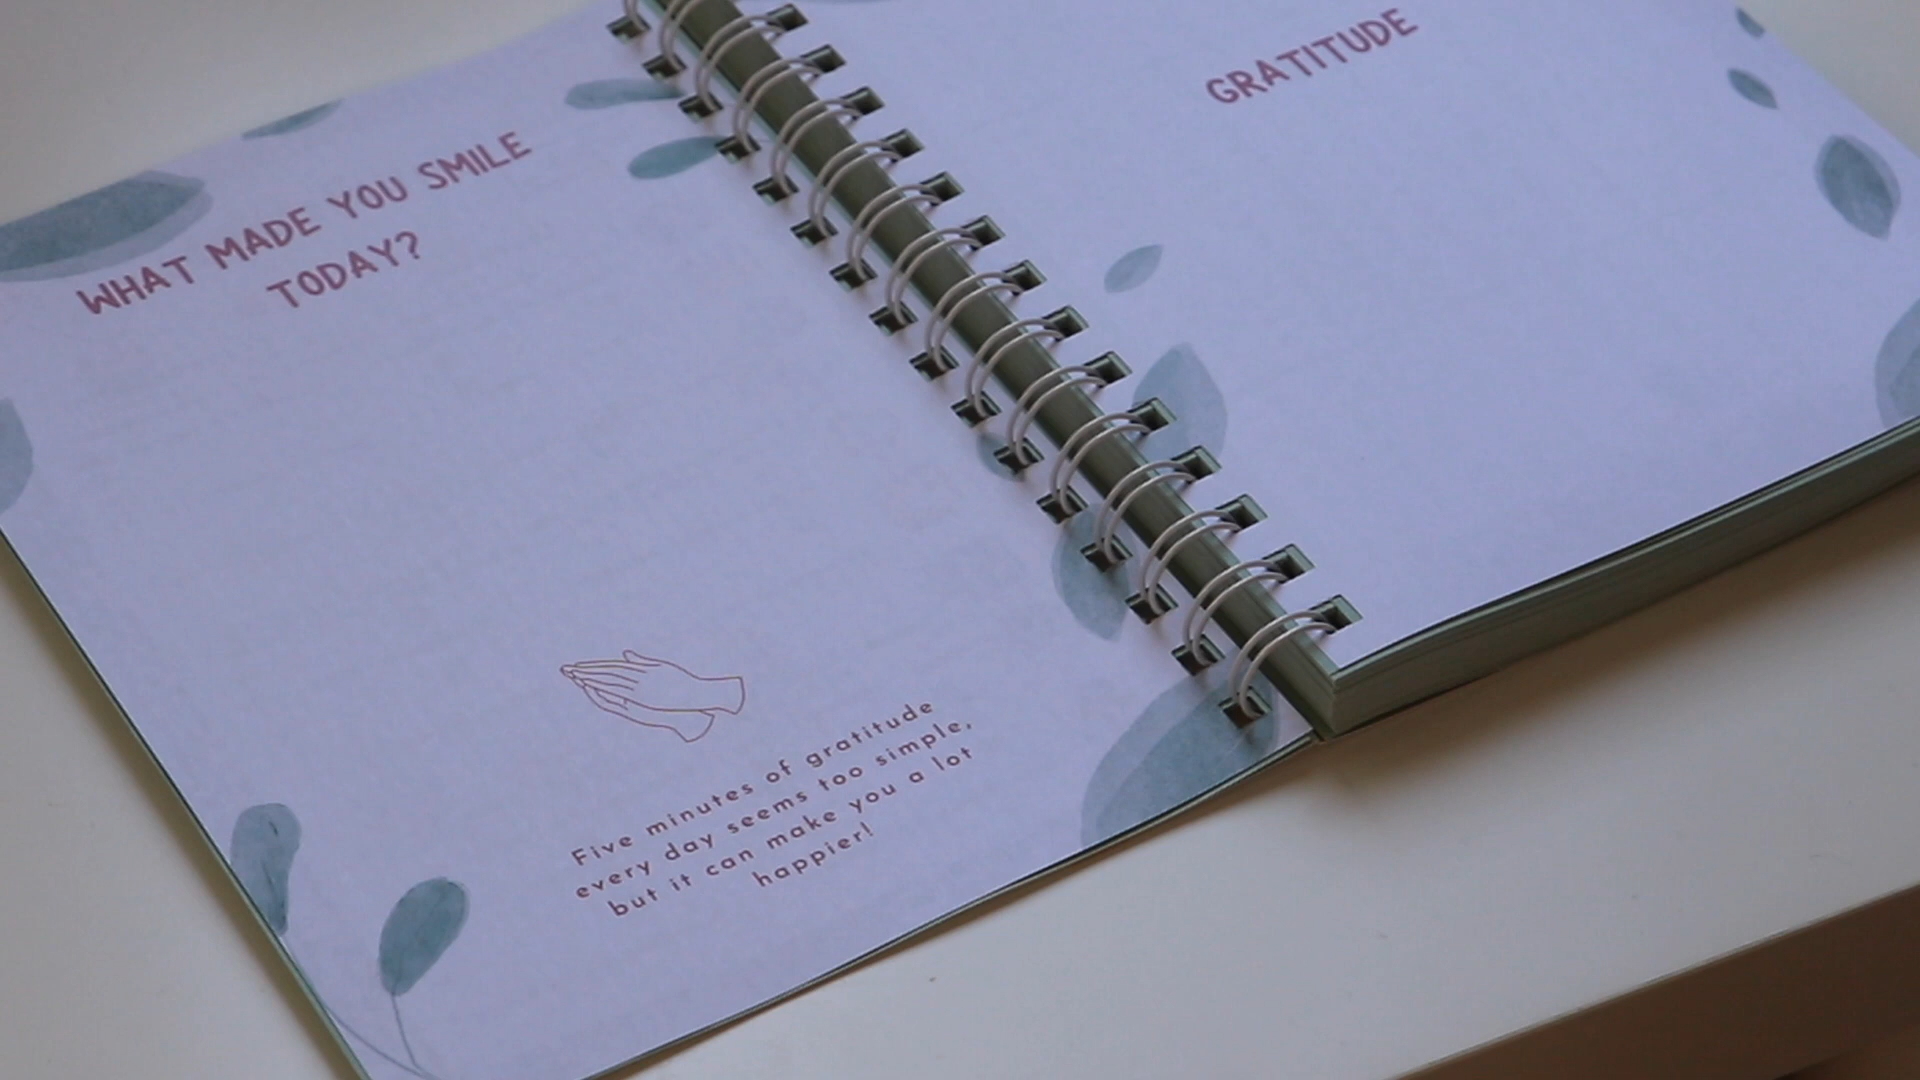 WHAT MADE YOU SMILE
TODAY?
Five minutes of gratitude
every day seems too simple,
but it can make you a lot
happier!
GRATITUDE